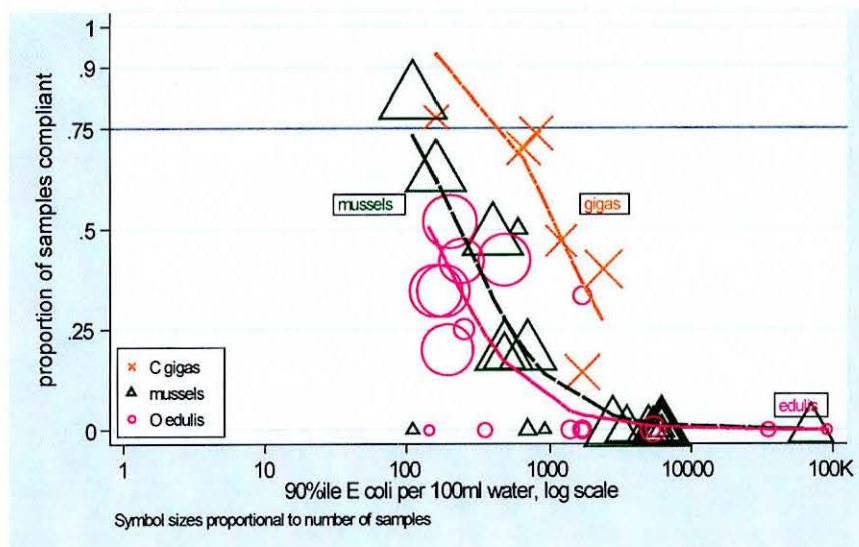 proportion of samples compliant
1
.9
.75
.5
.25
0
mussels
gigas
edulis
C gigas
mussels
O edulis
1
10
100
1000
10000
100K
90%ile E coli per 100ml water, log scale
Symbol sizes proportional to number of samples